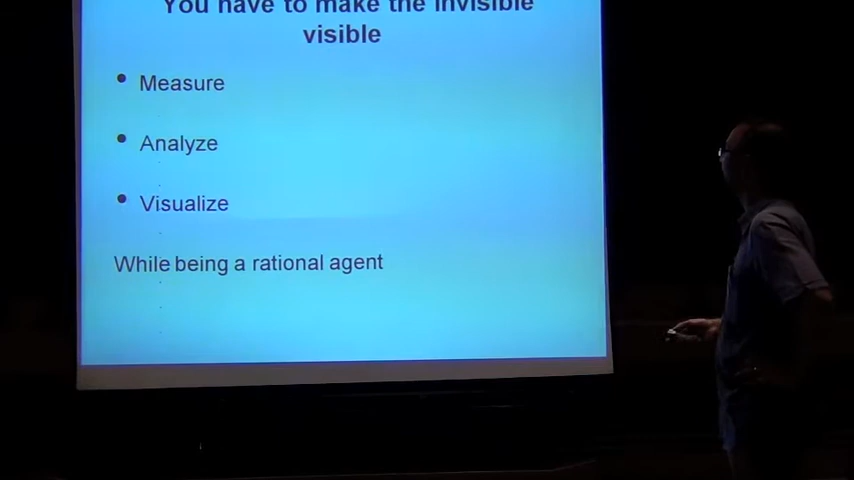 You have to make the invisible
visible
• Measure
• Analyze
• Visualize
While being a rational agent